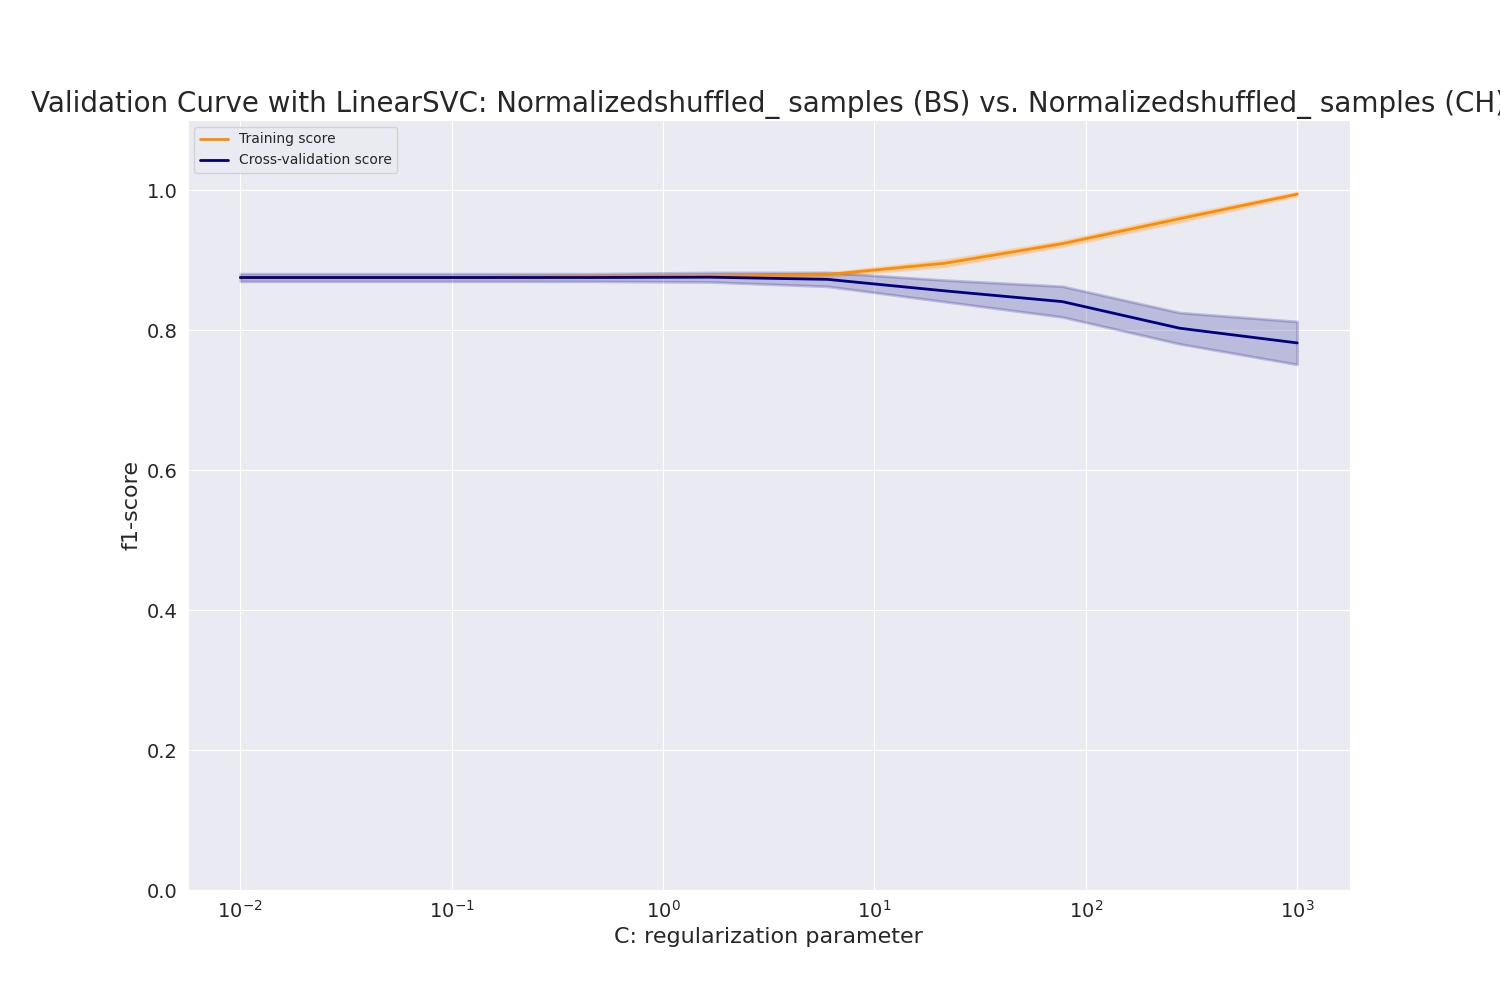 Validation Curve with LinearSVC: Normalizedshuffled_ samples (BS) vs. Normalizedshuffled_ samples (CH)
Training score
Cross-validation score
1.0
0.8
0.6
0.4
0.2
0.0
f1-score
10⁻² 10⁻¹ 10⁰ 10¹ 10² 10³
C: regularization parameter